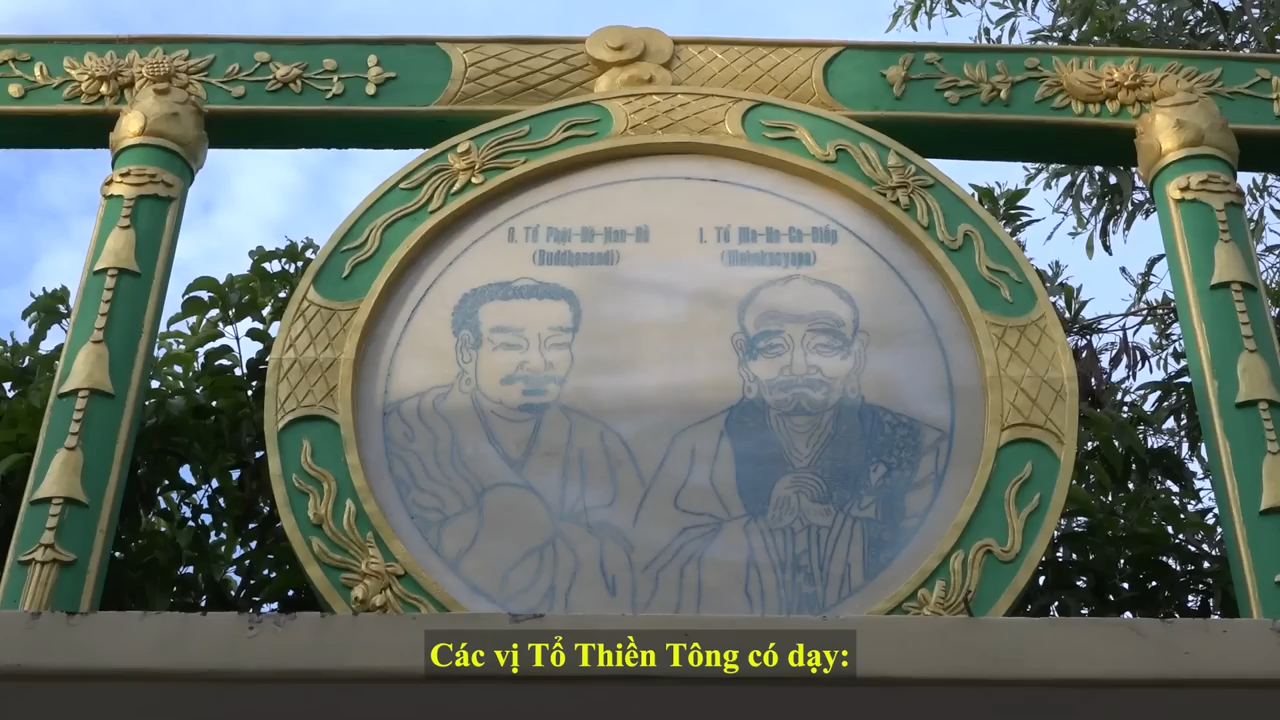 8. Tổ Phật-Đà-Nan-Đề
(Buddhanandi)
1. Tổ Ma-Ha-Ca-Diếp
(Mahakasyapa)
Các vị Tổ Thiền Tông có dạy: